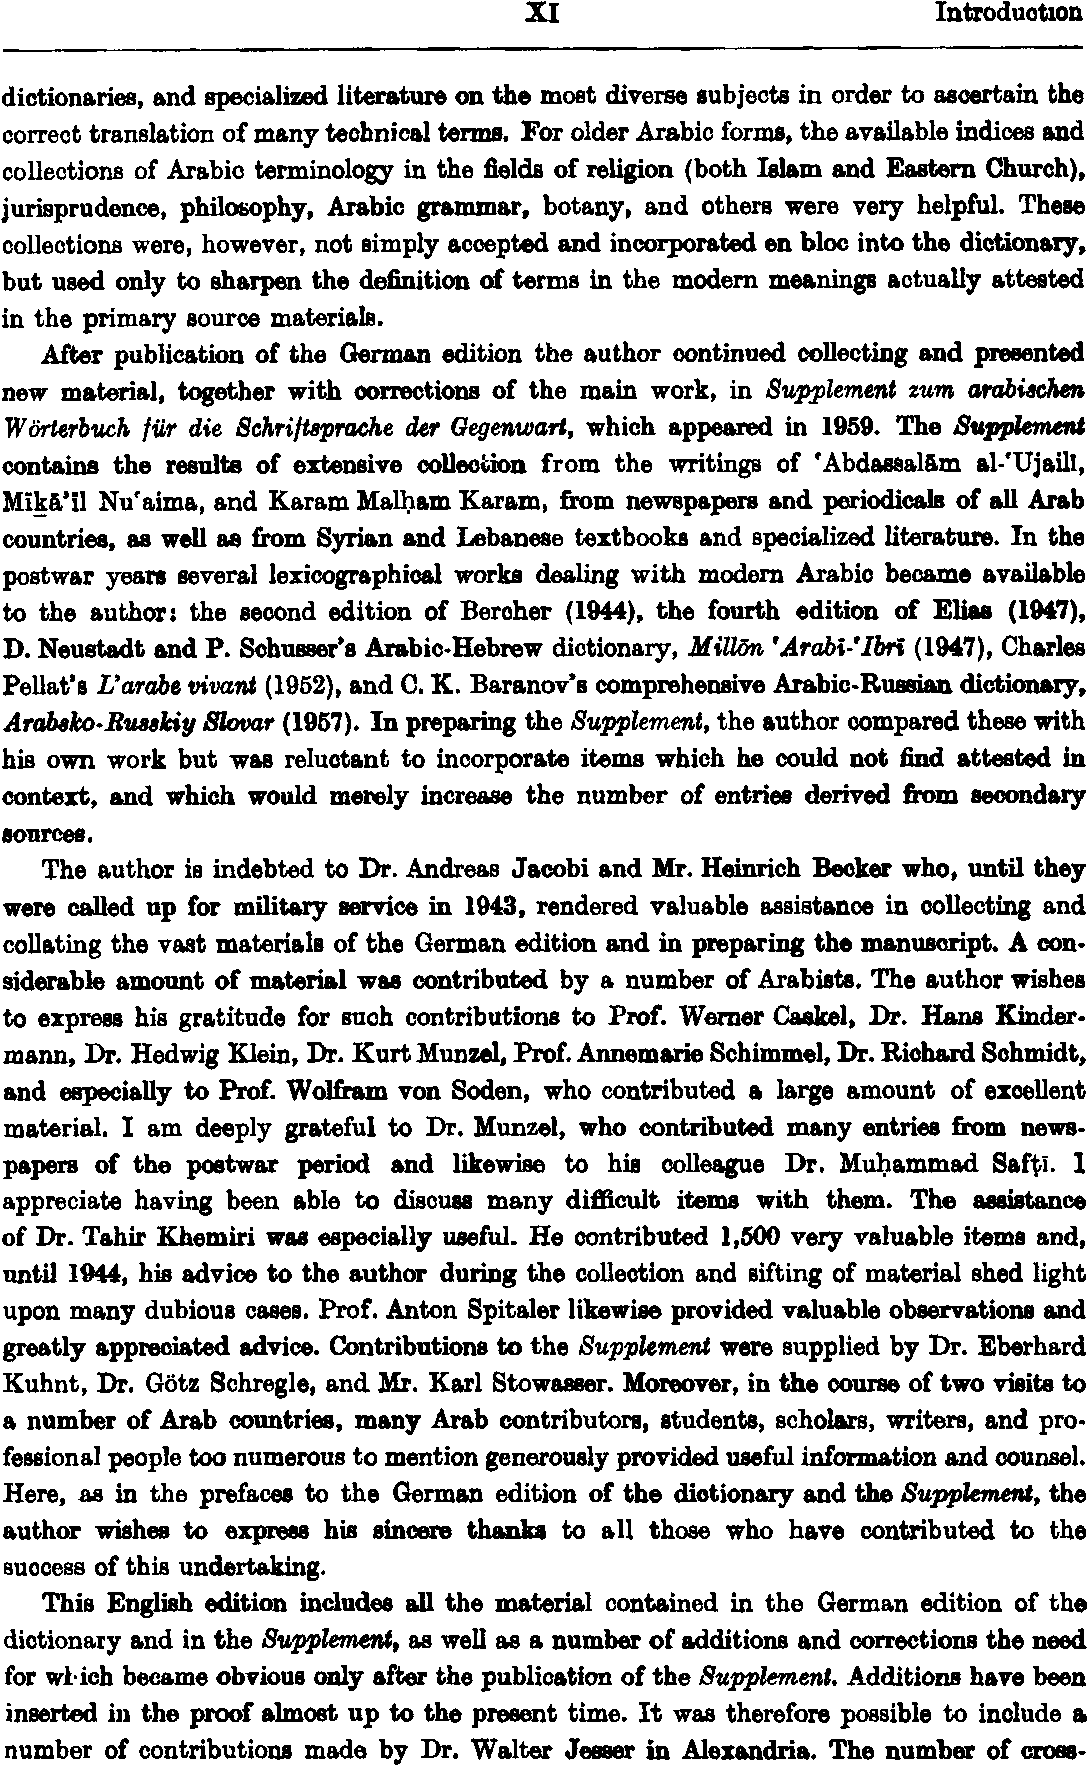 XI Introduction
dictionaries, and specialized literature on the most diverse subjects in order to ascertain the
correct translation of many technical terms. For older Arabic forms, the available indices and
collections of Arabic terminology in the fields of religion (both Islam and Eastern Church),
jurisprudence, philosophy, Arabic grammar, botany, and others were very helpful. These
collections were, however, not simply accepted and incorporated en bloc into the dictionary,
but used only to sharpen the definition of terms in the modern meanings actually attested
in the primary source materials.
After publication of the German edition the author continued collecting and presented
new material, together with corrections of the main work, in Supplement zum arabischen
Wörterbuch für die Schriftsprache der Gegenwart, which appeared in 1959. The Supplement
contains the results of extensive collection from the writings of ʿAbdassalām al-ʿUjailī,
Mīḵāʾīl Nuʿaima, and Karam Malḥam Karam, from newspapers and periodicals of all Arab
countries, as well as from Syrian and Lebanese textbooks and specialized literature. In the
postwar years several lexicographical works dealing with modern Arabic became available
to the author: the second edition of Bercher (1944), the fourth edition of Elias (1947),
D. Neustadt and P. Schusser's Arabic-Hebrew dictionary, Millōn ʿArabi-ʿIbri (1947), Charles
Pellat's L'arabe vivant (1952), and C. K. Baranov's comprehensive Arabic-Russian dictionary,
Arabsko-Russkiy Slovar (1957). In preparing the Supplement, the author compared these with
his own work but was reluctant to incorporate items which he could not find attested in
context, and which would merely increase the number of entries derived from secondary
sources.
The author is indebted to Dr. Andreas Jacobi and Mr. Heinrich Becker who, until they
were called up for military service in 1943, rendered valuable assistance in collecting and
collating the vast materials of the German edition and in preparing the manuscript. A con-
siderable amount of material was contributed by a number of Arabists. The author wishes
to express his gratitude for such contributions to Prof. Werner Caskel, Dr. Hans Kinder-
mann, Dr. Hedwig Klein, Dr. Kurt Munzel, Prof. Annemarie Schimmel, Dr. Richard Schmidt,
and especially to Prof. Wolfram von Soden, who contributed a large amount of excellent
material. I am deeply grateful to Dr. Munzel, who contributed many entries from news-
papers of the postwar period and likewise to his colleague Dr. Muḥammad Safṭī. I
appreciate having been able to discuss many difficult items with them. The assistance
of Dr. Tahir Khemiri was especially useful. He contributed 1,500 very valuable items and,
until 1944, his advice to the author during the collection and sifting of material shed light
upon many dubious cases. Prof. Anton Spitaler likewise provided valuable observations and
greatly appreciated advice. Contributions to the Supplement were supplied by Dr. Eberhard
Kuhnt, Dr. Götz Schregle, and Mr. Karl Stowasser. Moreover, in the course of two visits to
a number of Arab countries, many Arab contributors, students, scholars, writers, and pro-
fessional people too numerous to mention generously provided useful information and counsel.
Here, as in the prefaces to the German edition of the dictionary and the Supplement, the
author wishes to express his sincere thanks to all those who have contributed to the
success of this undertaking.
This English edition includes all the material contained in the German edition of the
dictionary and in the Supplement, as well as a number of additions and corrections the need
for which became obvious only after the publication of the Supplement. Additions have been
inserted in the proof almost up to the present time. It was therefore possible to include a
number of contributions made by Dr. Walter Jesser in Alexandria. The number of cross-